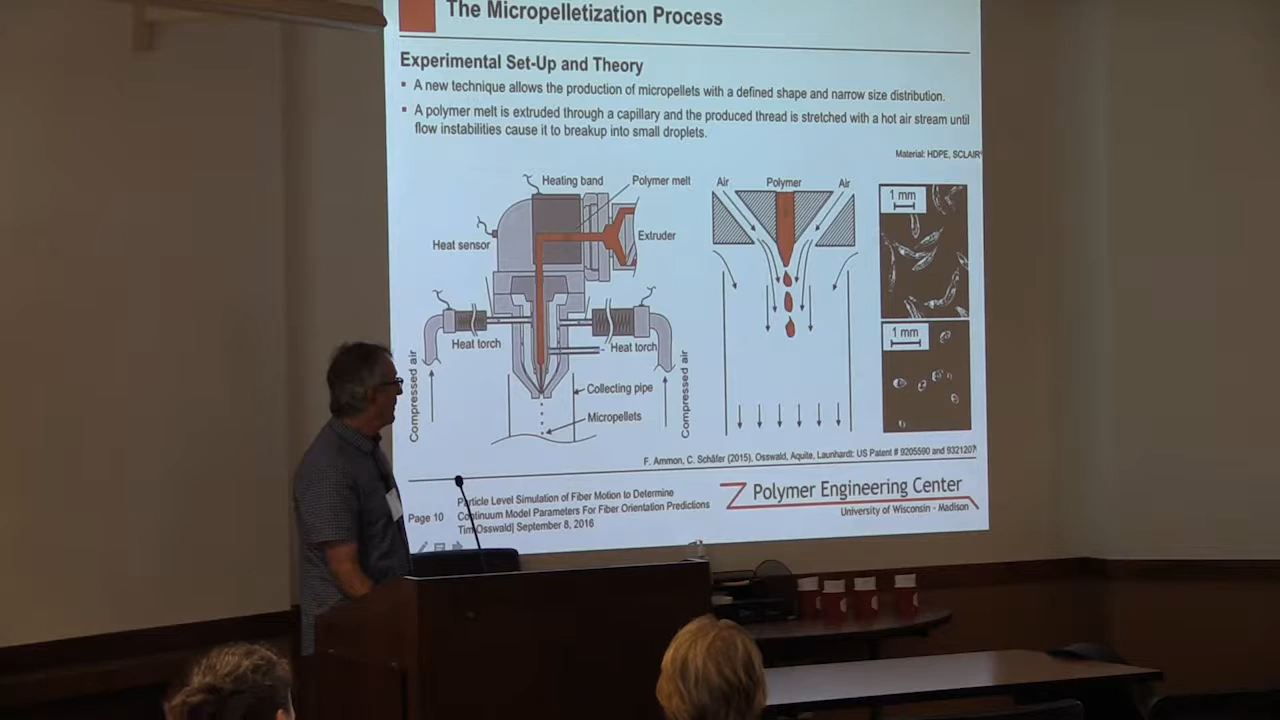 The Micropelletization Process
Experimental Set-Up and Theory
▪ A new technique allows the production of micropellets with a defined shape and narrow size distribution.
▪ A polymer melt is extruded through a capillary and the produced thread is stretched with a hot air stream until
flow instabilities cause it to breakup into small droplets.
Material: HDPE, SCLAIR
Heating band
Polymer melt
Heat sensor
Extruder
Heat torch
Heat torch
Compressed air
Compressed air
Collecting pipe
Micropellets
Air
Polymer
Air
1 mm
1 mm
F. Ammon, C. Schäfer (2015), Osswald, Aquite, Launhardt: US Patent # 9205590 and 9321207
Page 10
Particle Level Simulation of Fiber Motion to Determine
Continuum Model Parameters For Fiber Orientation Predictions
Tim Osswald| September 8, 2016
Polymer Engineering Center
University of Wisconsin - Madison